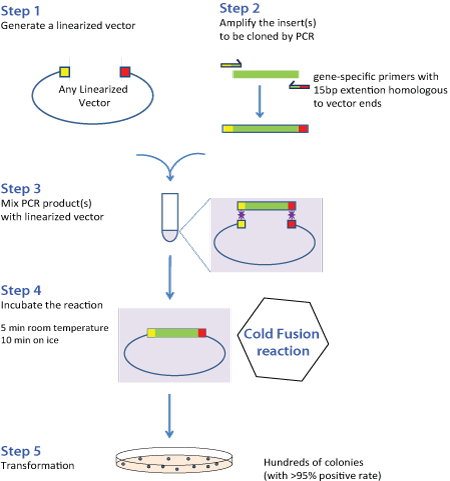 Step 1
Generate a linearized vector
Any Linearized
Vector
Step 2
Amplify the insert(s)
to be cloned by PCR
gene-specific primers with
15bp extention homologous
to vector ends
Step 3
Mix PCR product(s)
with linearized vector
Step 4
Incubate the reaction
5 min room temperature
10 min on ice
Cold Fusion
reaction
Step 5
Transformation
Hundreds of colonies
(with >95% positive rate)